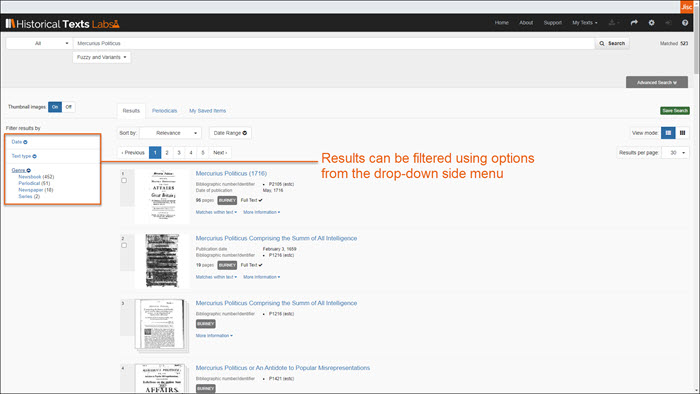 Jisc
Historical Texts Labs
Home About Support My Texts
All Mercurius Politicus Search Matched 523
Fuzzy and Variants
Advanced Search
Thumbnail images: On Off
Results Periodicals My Saved Items
Save Search
Filter results by
Sort by: Relevance Date Range
View mode:
Date
Text type
Genre
Newsbook (452)
Periodical (51)
Newspaper (18)
Series (2)
‹ Previous 1 2 3 4 5 Next ›
Results per page: 30
Results can be filtered using options
from the drop-down side menu
1
Mercurius Politicus (1716)
Bibliographic number/identifier • P2105 (estc)
Date of publication May, 1716
96 pages BURNEY Full Text ✔
Matches within text More information
2
Mercurius Politicus Comprising the Summ of All Intelligence
Publication date February 3, 1659
Bibliographic number/identifier • P1216 (estc)
19 pages BURNEY Full Text ✔
Matches within text More information
3
Mercurius Politicus Comprising the Summ of All Intelligence
Bibliographic number/identifier • P1216 (estc)
BURNEY
More information
4
Mercurius Politicus or An Antidote to Popular Misrepresentations
Bibliographic number/identifier • P1421 (estc)
BURNEY
AFFAIRS
AFFAIRS